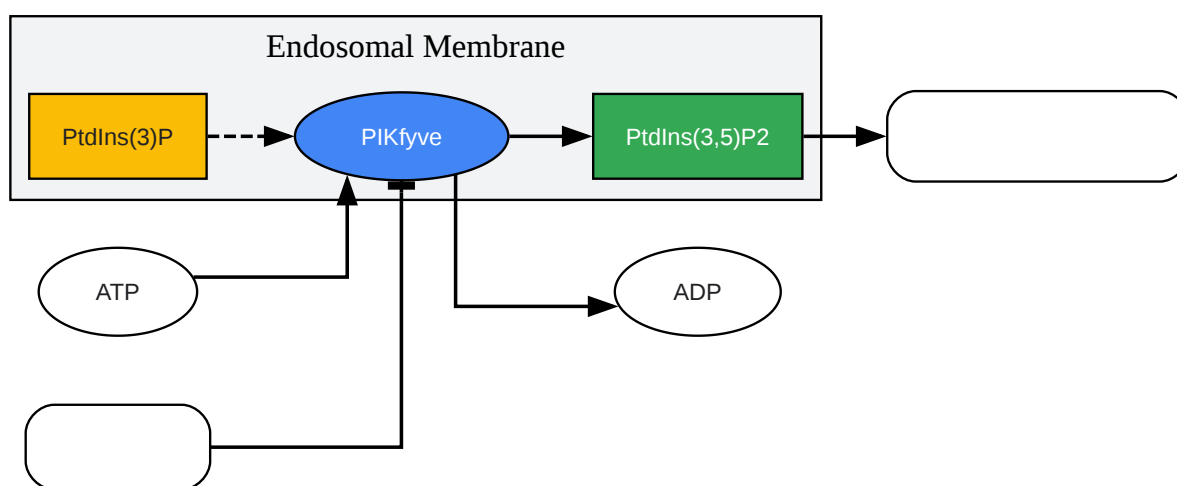 Endosomal Membrane
PtdIns(3)P
PIKfyve
PtdIns(3,5)P2
ATP
ADP